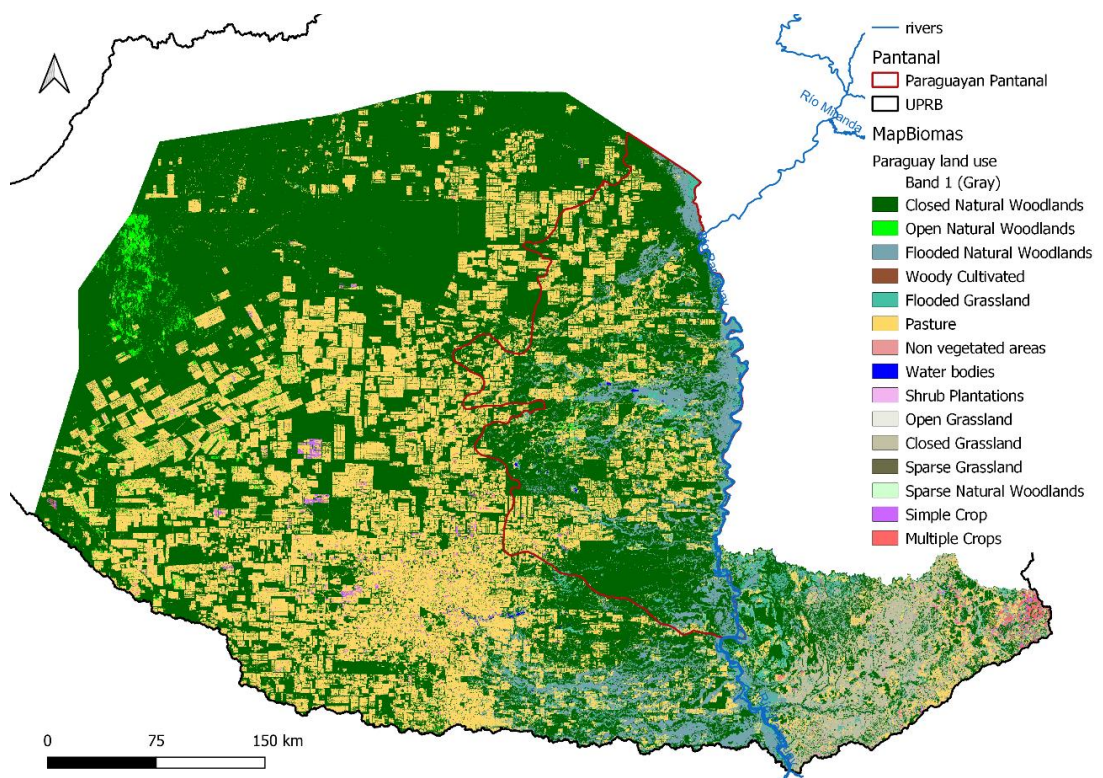 rivers
Pantanal
Paraguayan Pantanal
UPRB
MapBiomas
Paraguay land use
Band 1 (Gray)
Closed Natural Woodlands
Open Natural Woodlands
Flooded Natural Woodlands
Woody Cultivated
Flooded Grassland
Pasture
Non vegetated areas
Water bodies
Shrub Plantations
Open Grassland
Closed Grassland
Sparse Grassland
Sparse Natural Woodlands
Simple Crop
Multiple Crops
Río Miranda
0 75 150 km